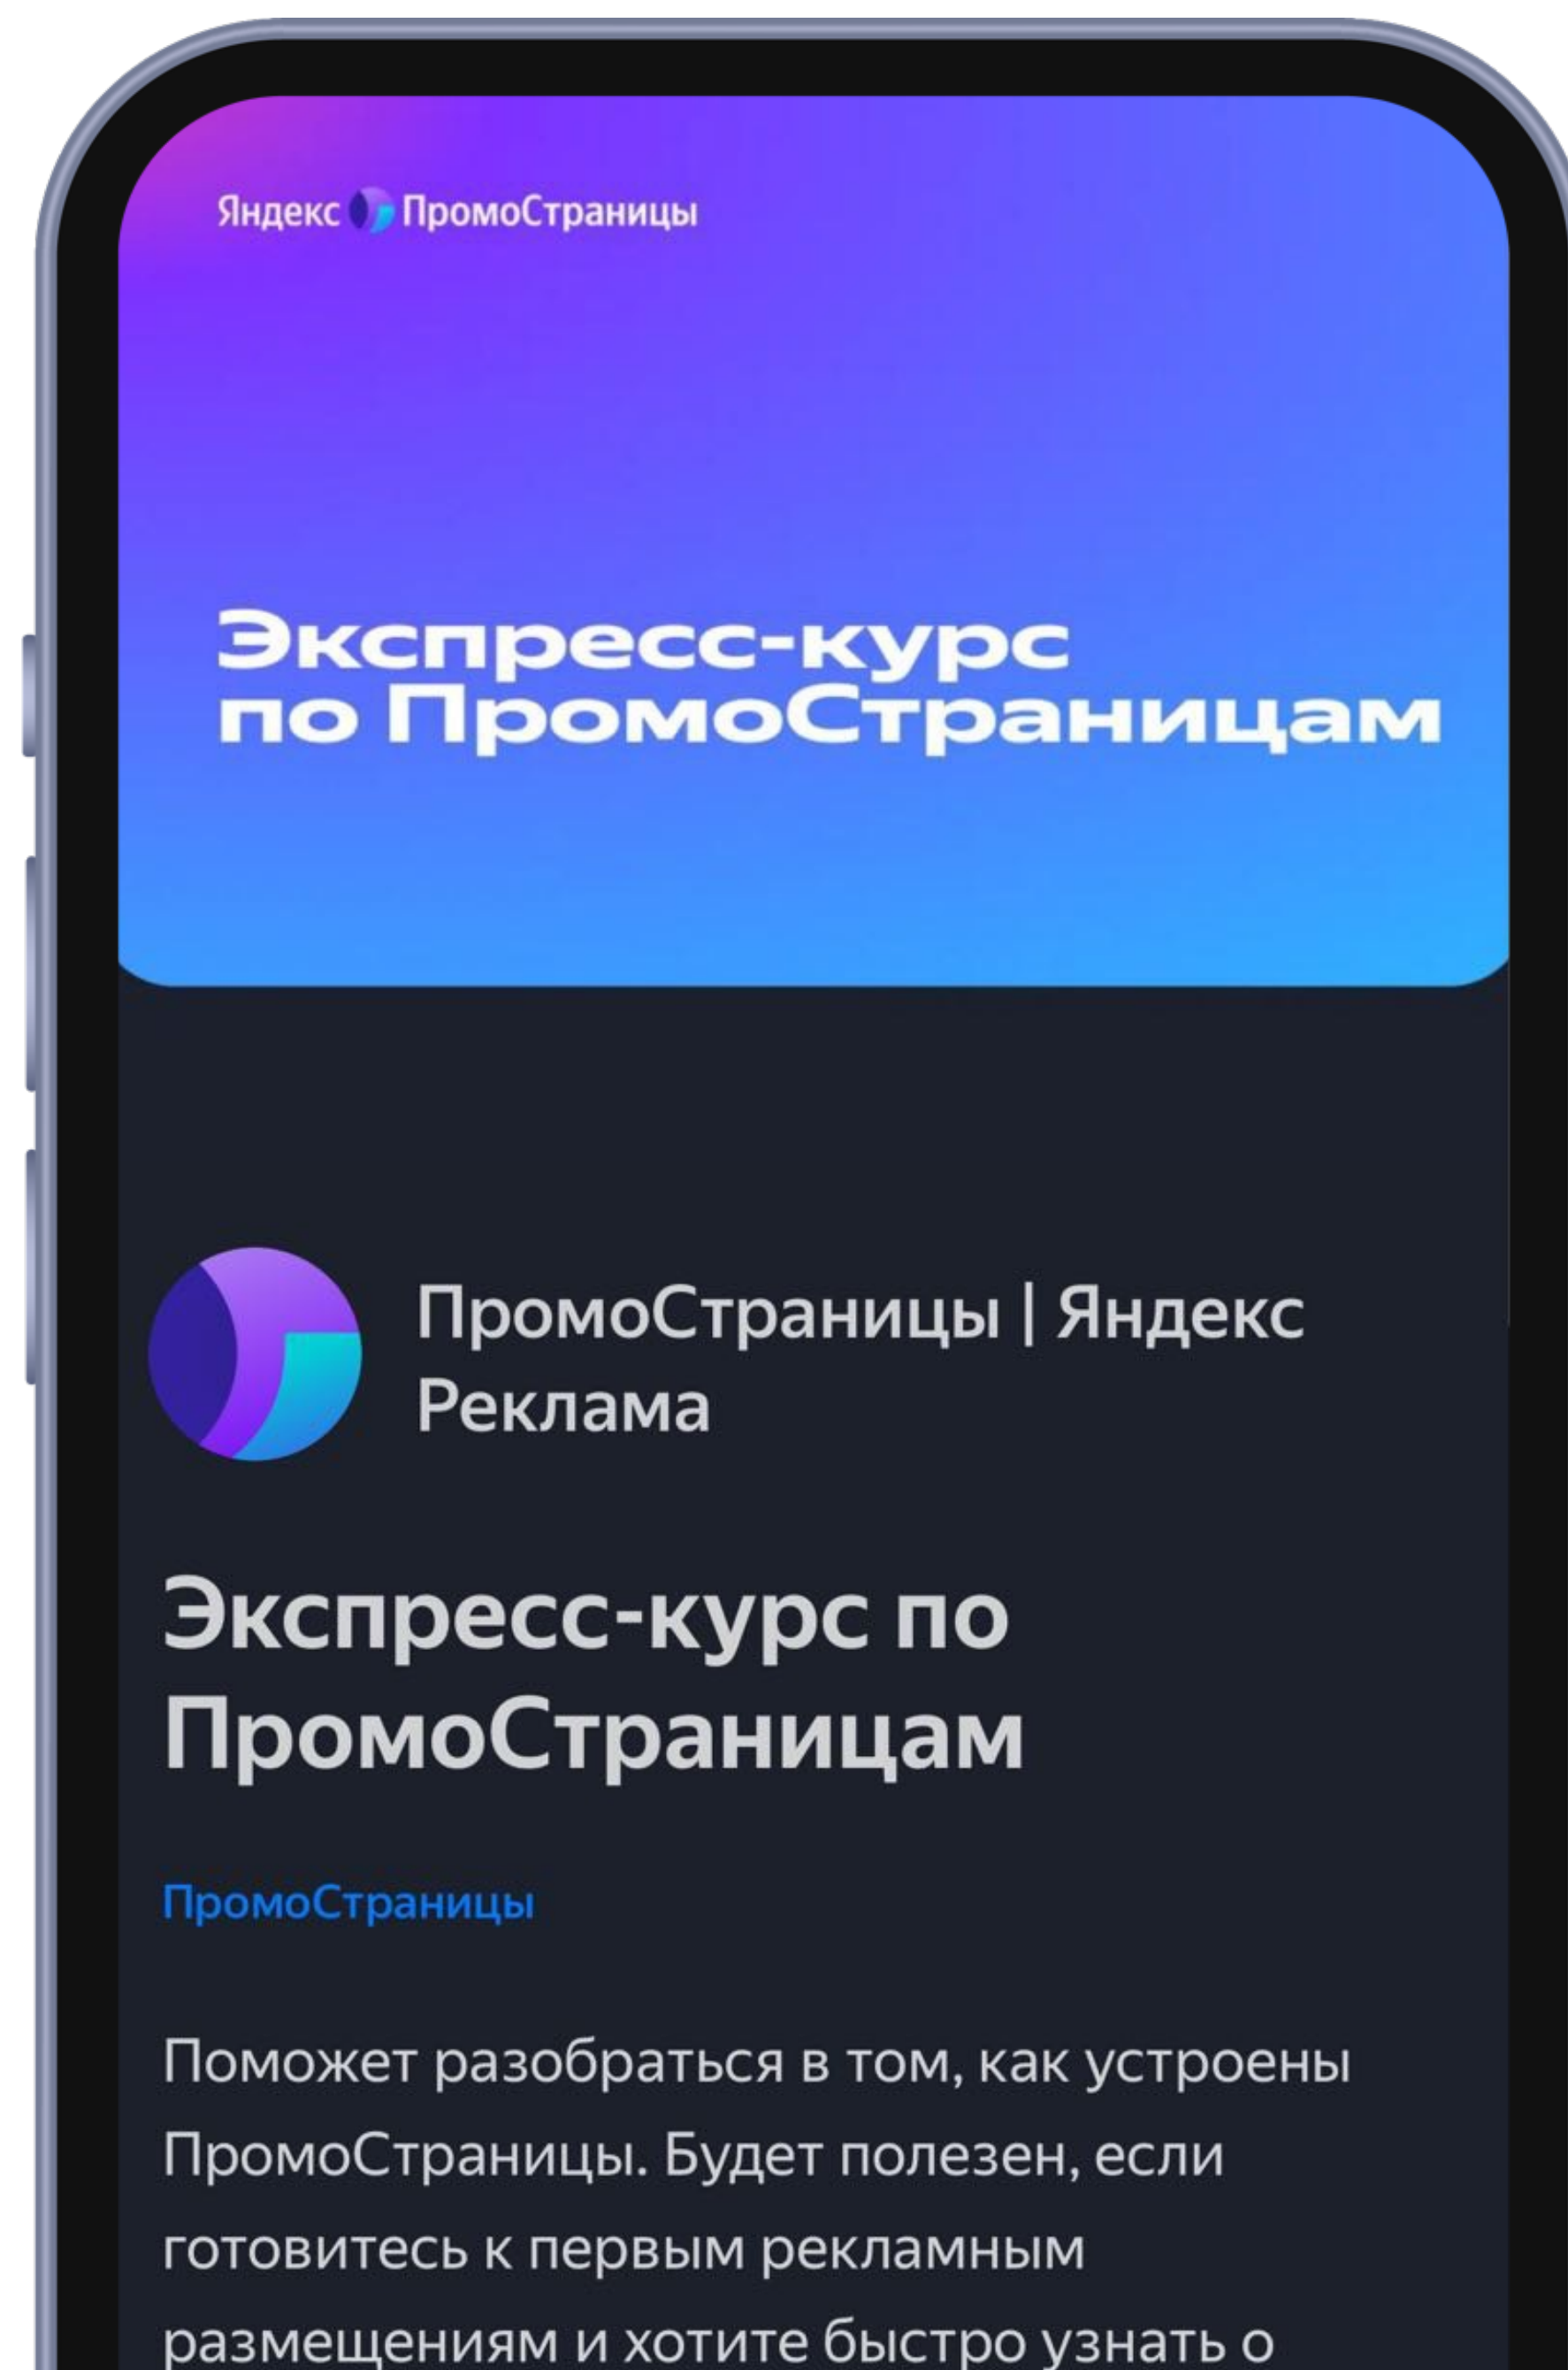 Яндекс ПромоСтраницы
Экспресс-курс
по ПромоСтраницам
ПромоСтраницы | Яндекс
Реклама
Экспресс-курс по
ПромоСтраницам
ПромоСтраницы
Поможет разобраться в том, как устроены
ПромоСтраницы. Будет полезен, если
готовитесь к первым рекламным
размещениям и хотите быстро узнать о